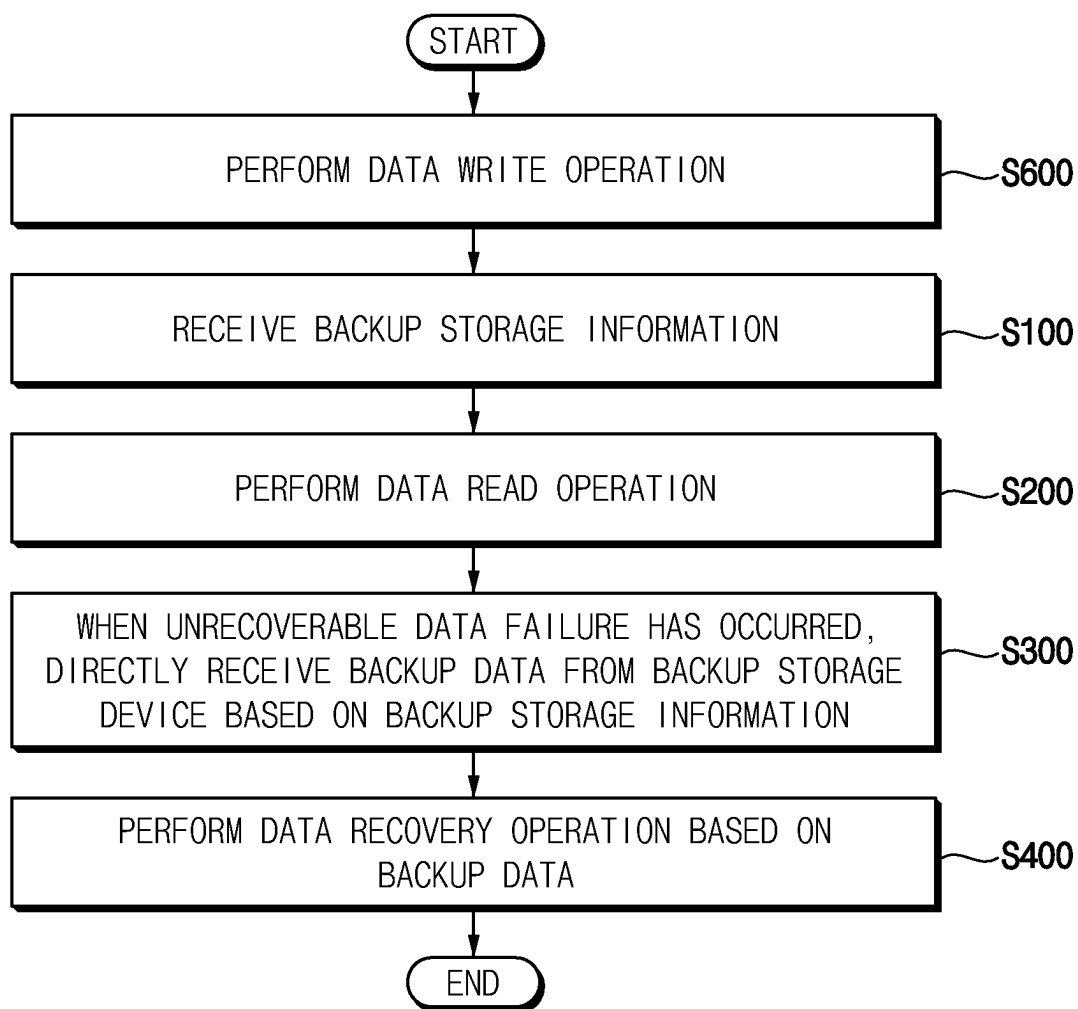 START
PERFORM DATA WRITE OPERATION
S600
RECEIVE BACKUP STORAGE INFORMATION
S100
PERFORM DATA READ OPERATION
S200
WHEN UNRECOVERABLE DATA FAILURE HAS OCCURRED,
DIRECTLY RECEIVE BACKUP DATA FROM BACKUP STORAGE
DEVICE BASED ON BACKUP STORAGE INFORMATION
S300
PERFORM DATA RECOVERY OPERATION BASED ON
BACKUP DATA
S400
END